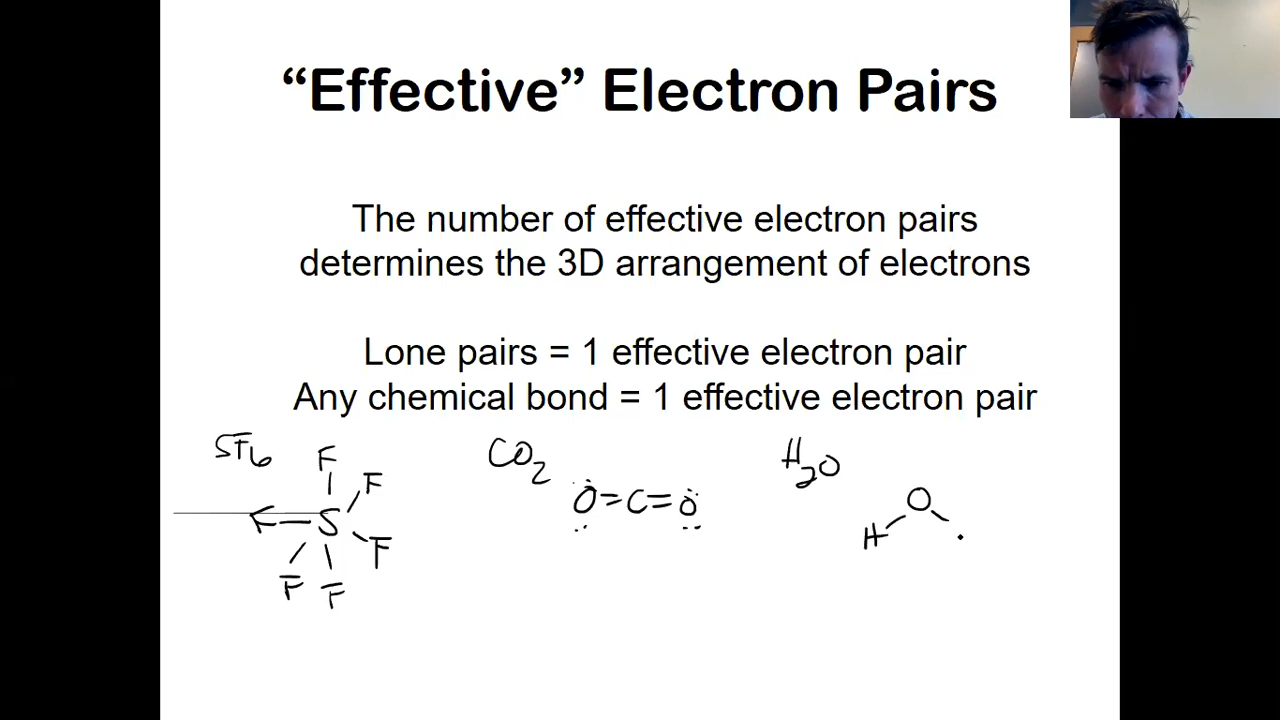 “Effective” Electron Pairs
The number of effective electron pairs
determines the 3D arrangement of electrons
Lone pairs = 1 effective electron pair
Any chemical bond = 1 effective electron pair
SF6
F
F
F
S
F
F
F
CO2
O=C=O
H2O
O
H